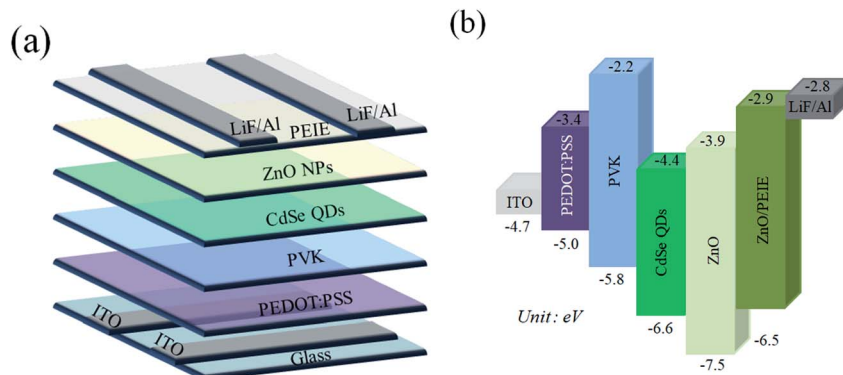 (a)
LiF/Al
LiF/Al
PEIE
ZnO NPs
CdSe QDs
PVK
PEDOT:PSS
ITO
ITO
Glass
(b)
-2.2
-2.8
LiF/Al
-2.9
-3.4
-3.9
-4.4
ITO
PEDOT:PSS
PVK
CdSe QDs
ZnO
ZnO/PEIE
-4.7
-5.0
-5.8
Unit: eV
-6.6
-6.5
-7.5